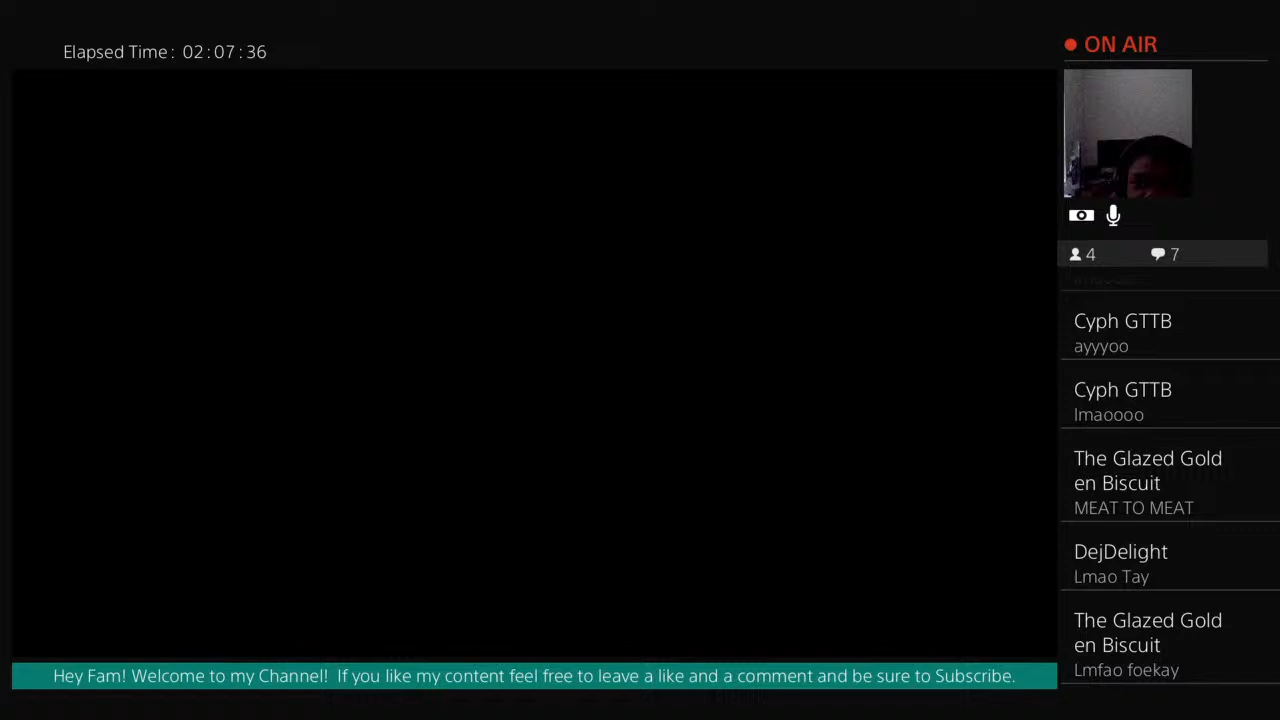 Elapsed Time: 02:07:36
ON AIR
4 7
Cyph GTTB
ayyyoo
Cyph GTTB
lmaoooo
The Glazed Gold
en Biscuit
MEAT TO MEAT
DejDelight
Lmao Tay
The Glazed Gold
en Biscuit
Lmfao foekay
Hey Fam! Welcome to my Channel! If you like my content feel free to leave a like and a comment and be sure to Subscribe.